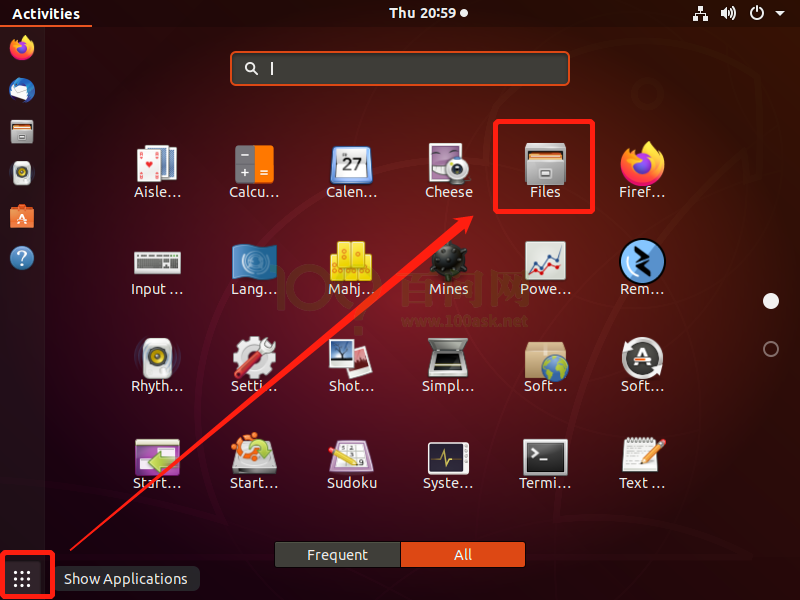 Activities
Thu 20:59
Aisle...
Calcu...
27
Calen...
Cheese
Files
Firef...
Input ...
Lang...
Mahj...
Mines
Powe...
Rem...
Rhyth...
Setti...
Shot...
Simpl...
Soft...
Soft...
Start...
Start...
Sudoku
Syste...
Termi...
Text ...
100
百问网
www.100ask.net
Frequent
All
Show Applications